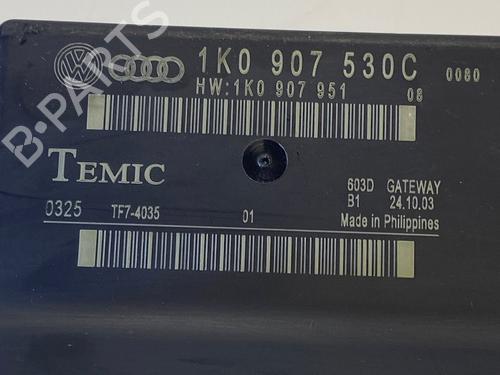 1K0 907 530C 0080
HW:1K0 907 951 08
TEMIC
603D GATEWAY
B1 24.10.03
0325 TF7-4035 01 Made in Philippines
B-PARTS